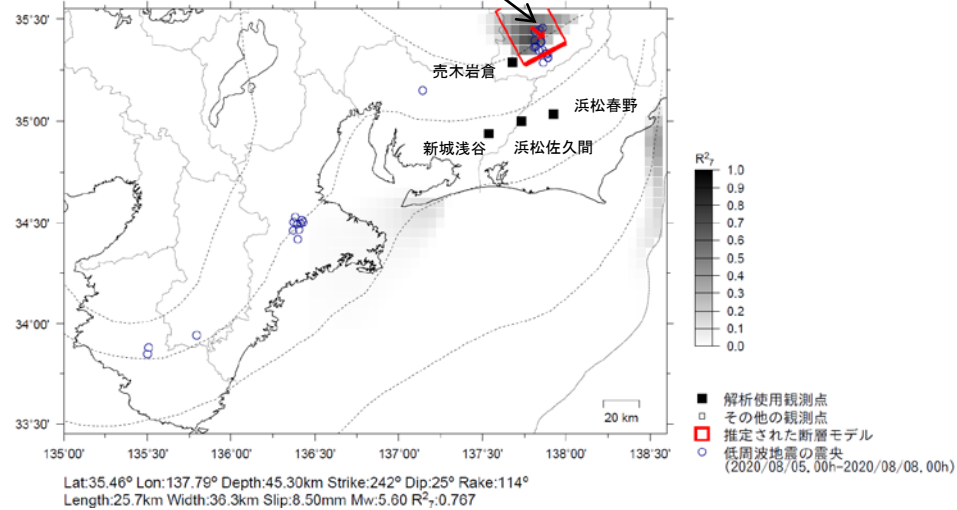 35°30'
35°00'
34°30'
34°00'
33°30'
135°00'
135°30'
136°00'
136°30'
137°00'
137°30'
138°00'
138°30'
売木岩倉
浜松春野
新城浅谷
浜松佐久間
20 km
R²₇
1.0
0.9
0.8
0.7
0.6
0.5
0.4
0.3
0.2
0.1
0.0
解析使用観測点
その他の観測点
推定された断層モデル
低周波地震の震央
(2020/08/05.00h-2020/08/08.00h)
Lat:35.46° Lon:137.79° Depth:45.30km Strike:242° Dip:25° Rake:114°
Length:25.7km Width:36.3km Slip:8.50mm Mw:5.60 R²₇:0.767